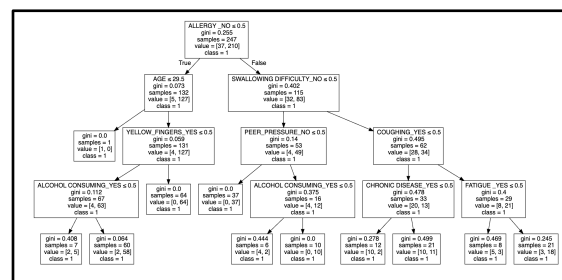 ALLERGY _NO ≤ 0.5
gini = 0.255
samples = 247
value = [37, 210]
class = 1
True
False
AGE ≤ 29.5
gini = 0.073
samples = 132
value = [5, 127]
class = 1
SWALLOWING DIFFICULTY_NO ≤ 0.5
gini = 0.402
samples = 115
value = [32, 83]
class = 1
gini = 0.0
samples = 1
value = [1, 0]
class = 1
YELLOW_FINGERS_YES ≤ 0.5
gini = 0.059
samples = 131
value = [4, 127]
class = 1
PEER_PRESSURE_NO ≤ 0.5
gini = 0.14
samples = 53
value = [4, 49]
class = 1
COUGHING_YES ≤ 0.5
gini = 0.495
samples = 62
value = [28, 34]
class = 1
ALCOHOL CONSUMING_YES ≤ 0.5
gini = 0.112
samples = 67
value = [4, 63]
class = 1
gini = 0.0
samples = 64
value = [0, 64]
class = 1
gini = 0.0
samples = 37
value = [0, 37]
class = 1
ALCOHOL CONSUMING_YES ≤ 0.5
gini = 0.375
samples = 16
value = [4, 12]
class = 1
CHRONIC DISEASE_YES ≤ 0.5
gini = 0.478
samples = 33
value = [20, 13]
class = 1
FATIGUE _YES ≤ 0.5
gini = 0.4
samples = 29
value = [8, 21]
class = 1
gini = 0.408
samples = 7
value = [2, 5]
class = 1
gini = 0.064
samples = 60
value = [2, 58]
class = 1
gini = 0.444
samples = 6
value = [4, 2]
class = 1
gini = 0.0
samples = 10
value = [0, 10]
class = 1
gini = 0.278
samples = 12
value = [10, 2]
class = 1
gini = 0.499
samples = 21
value = [10, 11]
class = 1
gini = 0.469
samples = 8
value = [5, 3]
class = 1
gini = 0.245
samples = 21
value = [3, 18]
class = 1